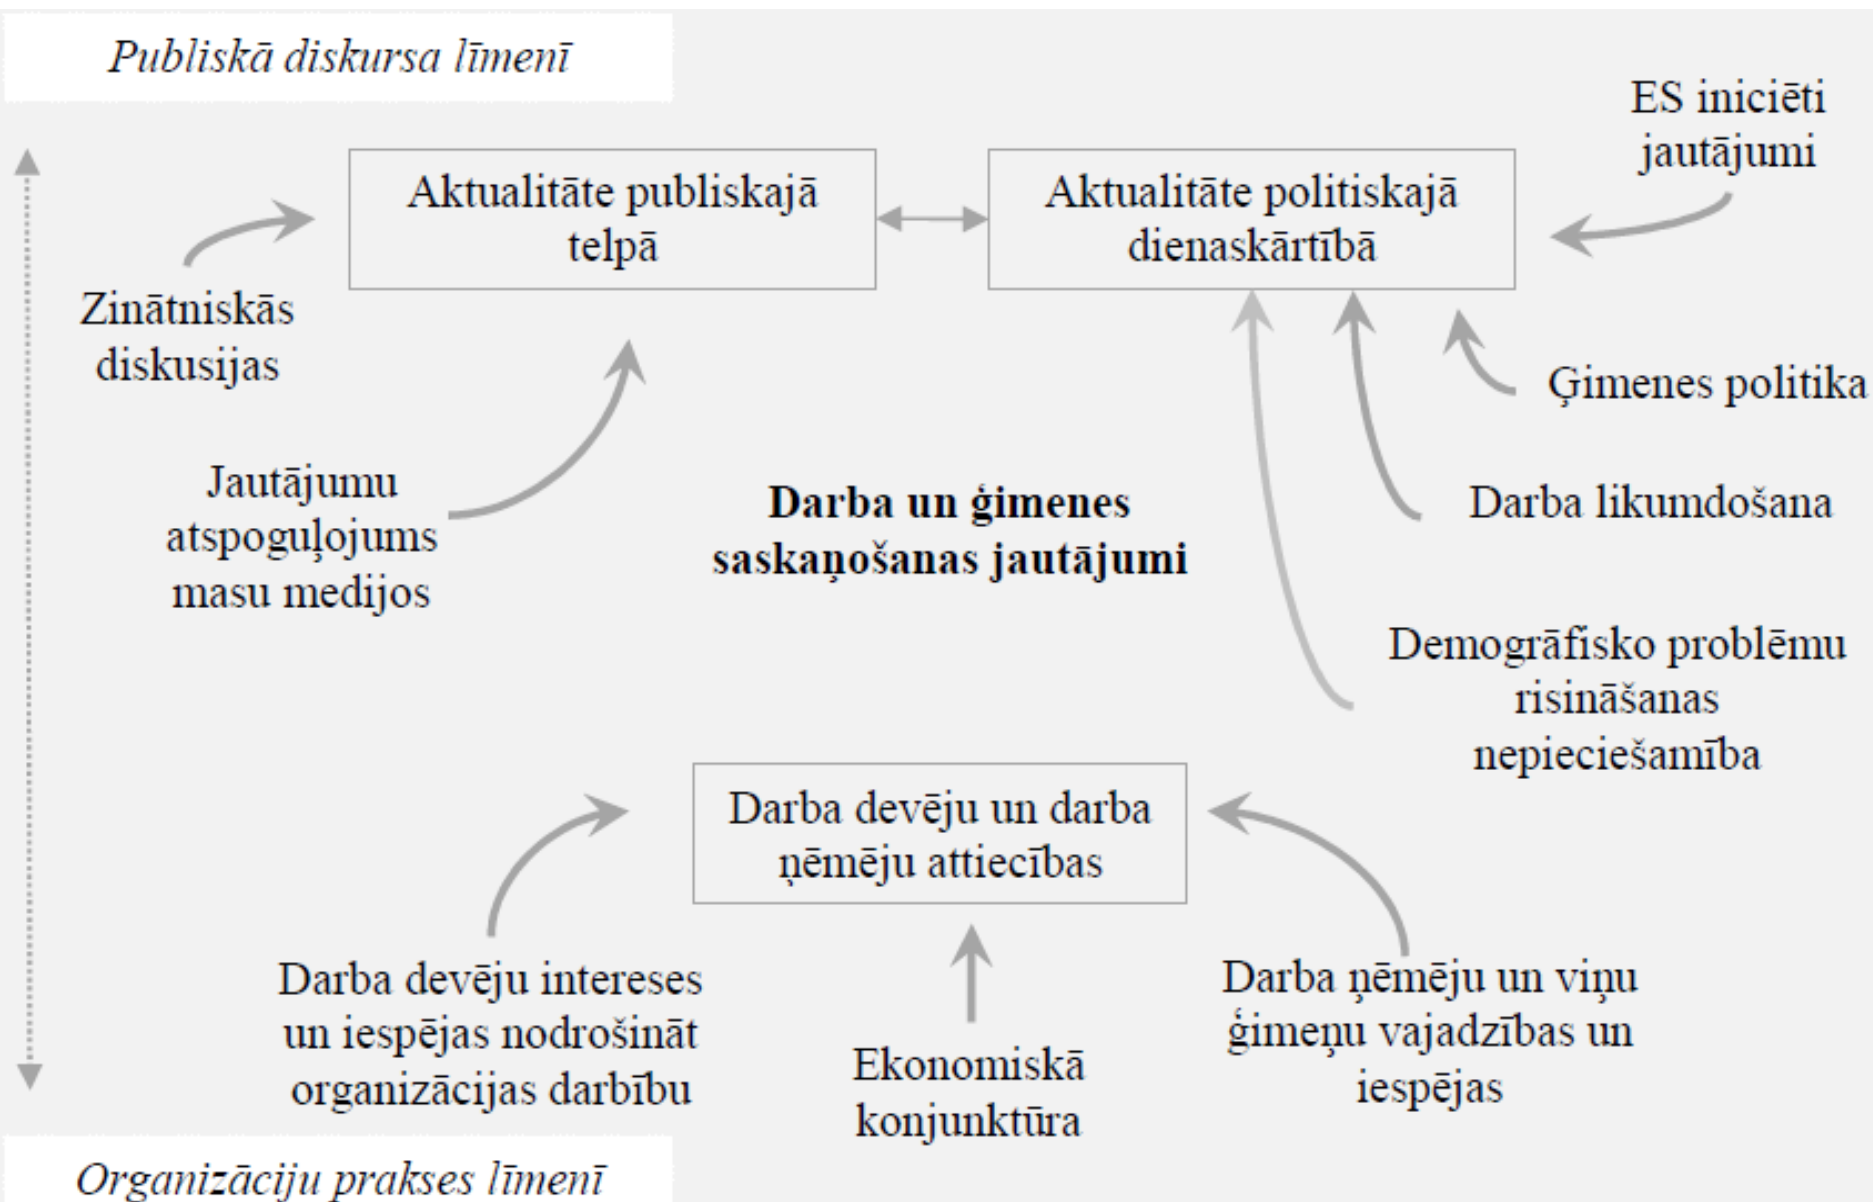 Publiskā diskursa līmenī
ES iniciēti
jautājumi
Aktualitāte publiskajā
telpā
Aktualitāte politiskajā
dienaskārtībā
Zinātniskās
diskusijas
Ģimenes politika
Jautājumu
atspoguļojums
masu medijos
Darba un ģimenes
saskaņošanas jautājumi
Darba likumdošana
Demogrāfisko problēmu
risināšanas
nepieciešamība
Darba devēju un darba
ņēmēju attiecības
Darba devēju intereses
un iespējas nodrošināt
organizācijas darbību
Ekonomiskā
konjunktūra
Darba ņēmēju un viņu
ģimeņu vajadzības un
iespējas
Organizāciju prakses līmenī